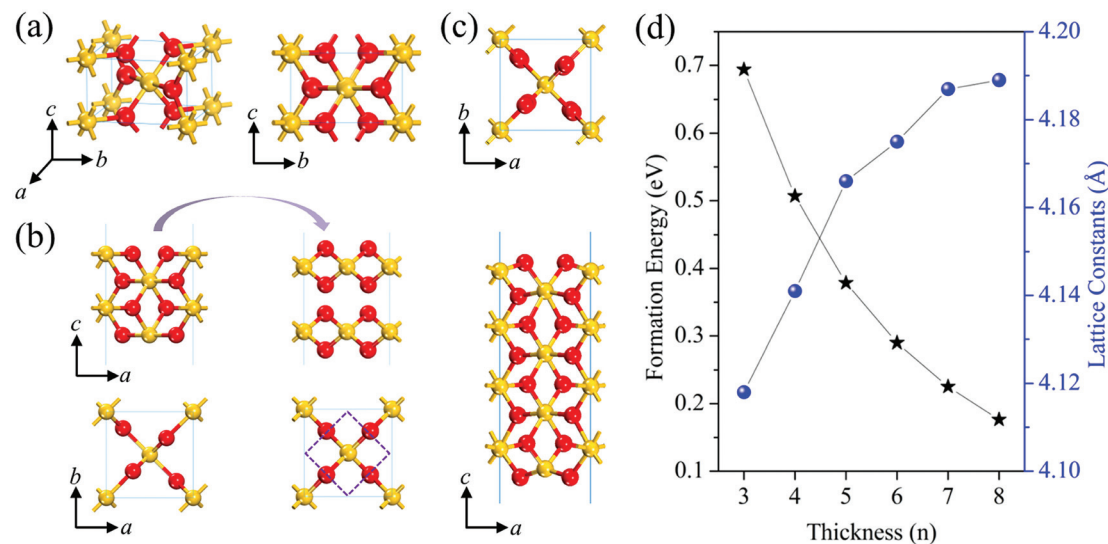 (a)
c
b
a
c
b
(c)
b
a
(b)
c
a
b
a
c
a
(d)
Formation Energy (eV)
0.7
0.6
0.5
0.4
0.3
0.2
0.1
3 4 5 6 7 8
Thickness (n)
4.20
4.18
4.16
4.14
4.12
4.10
Lattice Constants (Å)